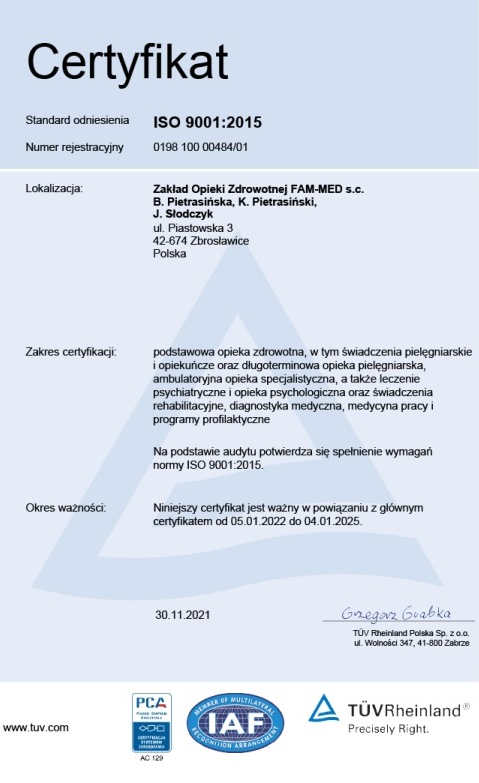 Certyfikat
Standard odniesienia ISO 9001:2015
Numer rejestracyjny 0198 100 00484/01
Lokalizacja: Zakład Opieki Zdrowotnej FAM-MED s.c.
B. Pietrasińska, K. Pietrasiński,
J. Słodczyk
ul. Piastowska 3
42-674 Zbrosławice
Polska
Zakres certyfikacji: podstawowa opieka zdrowotna, w tym świadczenia pielęgniarskie
i opiekuńcze oraz długoterminowa opieka pielęgniarska,
ambulatoryjna opieka specjalistyczna, a także leczenie
psychiatryczne i opieka psychologiczna oraz świadczenia
rehabilitacyjne, diagnostyka medyczna, medycyna pracy i
programy profilaktyczne
Na podstawie audytu potwierdza się spełnienie wymagań
normy ISO 9001:2015.
Okres ważności: Niniejszy certyfikat jest ważny w powiązaniu z głównym
certyfikatem od 05.01.2022 do 04.01.2025.
30.11.2021 Grzegorz Grabka
TÜV Rheinland Polska Sp. z o.o.
ul. Wolności 347, 41-800 Zabrze
www.tuv.com
PCA
POLSKIE CENTRUM
AKREDYTACJI
CERTYFIKACJA
SYSTEMÓW
ZARZĄDZANIA
AC 129
MEMBER OF MULTILATERAL
IAF
RECOGNITION ARRANGEMENT
TÜVRheinland®
Precisely Right.